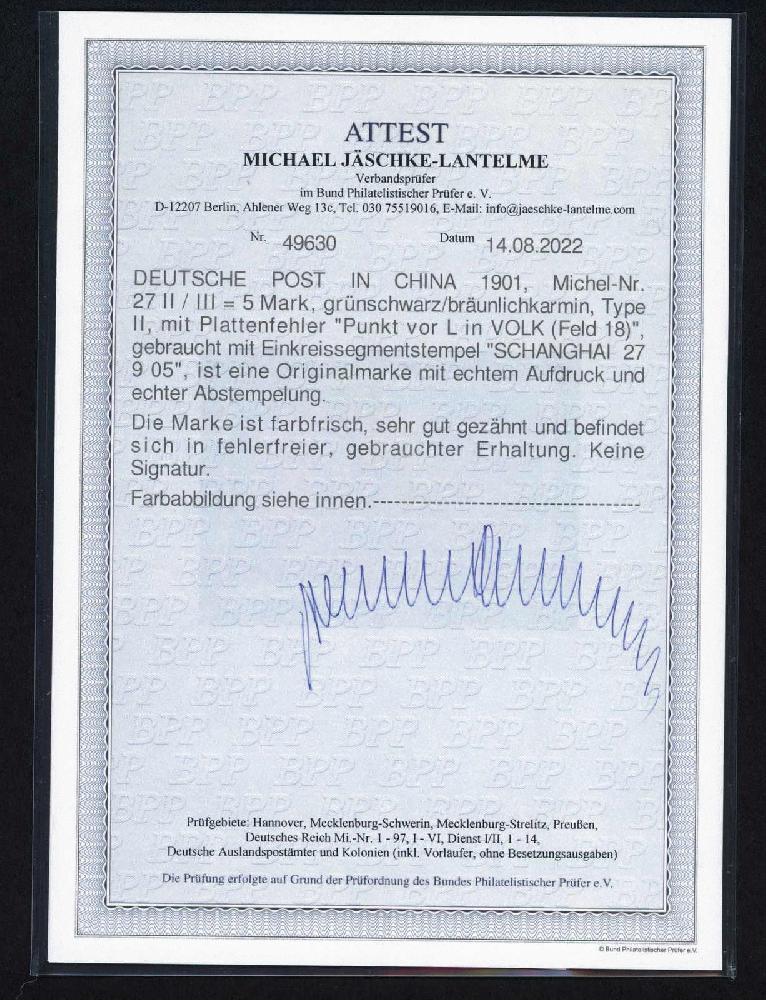 ATTEST
MICHAEL JÄSCHKE-LANTELME
Verbandsprüfer
im Bund Philatelistischer Prüfer e. V.
D-12207 Berlin, Ahlener Weg 13c, Tel. 030 75519016, E-Mail: info@jaeschke-lantelme.com
Nr. 49630 Datum 14.08.2022
DEUTSCHE POST IN CHINA 1901, Michel-Nr.
27 II / III = 5 Mark, grünschwarz/bräunlichkarmin, Type
II, mit Plattenfehler "Punkt vor L in VOLK (Feld 18)",
gebraucht mit Einkreissegmentstempel "SCHANGHAI 27
9 05", ist eine Originalmarke mit echtem Aufdruck und
echter Abstempelung.
Die Marke ist farbfrisch, sehr gut gezähnt und befindet
sich in fehlerfreier, gebrauchter Erhaltung. Keine
Signatur.
Farbabbildung siehe innen.--------------------------------------
Prüfgebiete: Hannover, Mecklenburg-Schwerin, Mecklenburg-Strelitz, Preußen,
Deutsches Reich Mi.-Nr. 1 - 97, I - VI, Dienst I/II, 1 - 14,
Deutsche Auslandspostämter und Kolonien (inkl. Vorläufer, ohne Besetzungsausgaben)
Die Prüfung erfolgte auf Grund der Prüfordnung des Bundes Philatelistischer Prüfer e.V.
© Bund Philatelistischer Prüfer e.V.